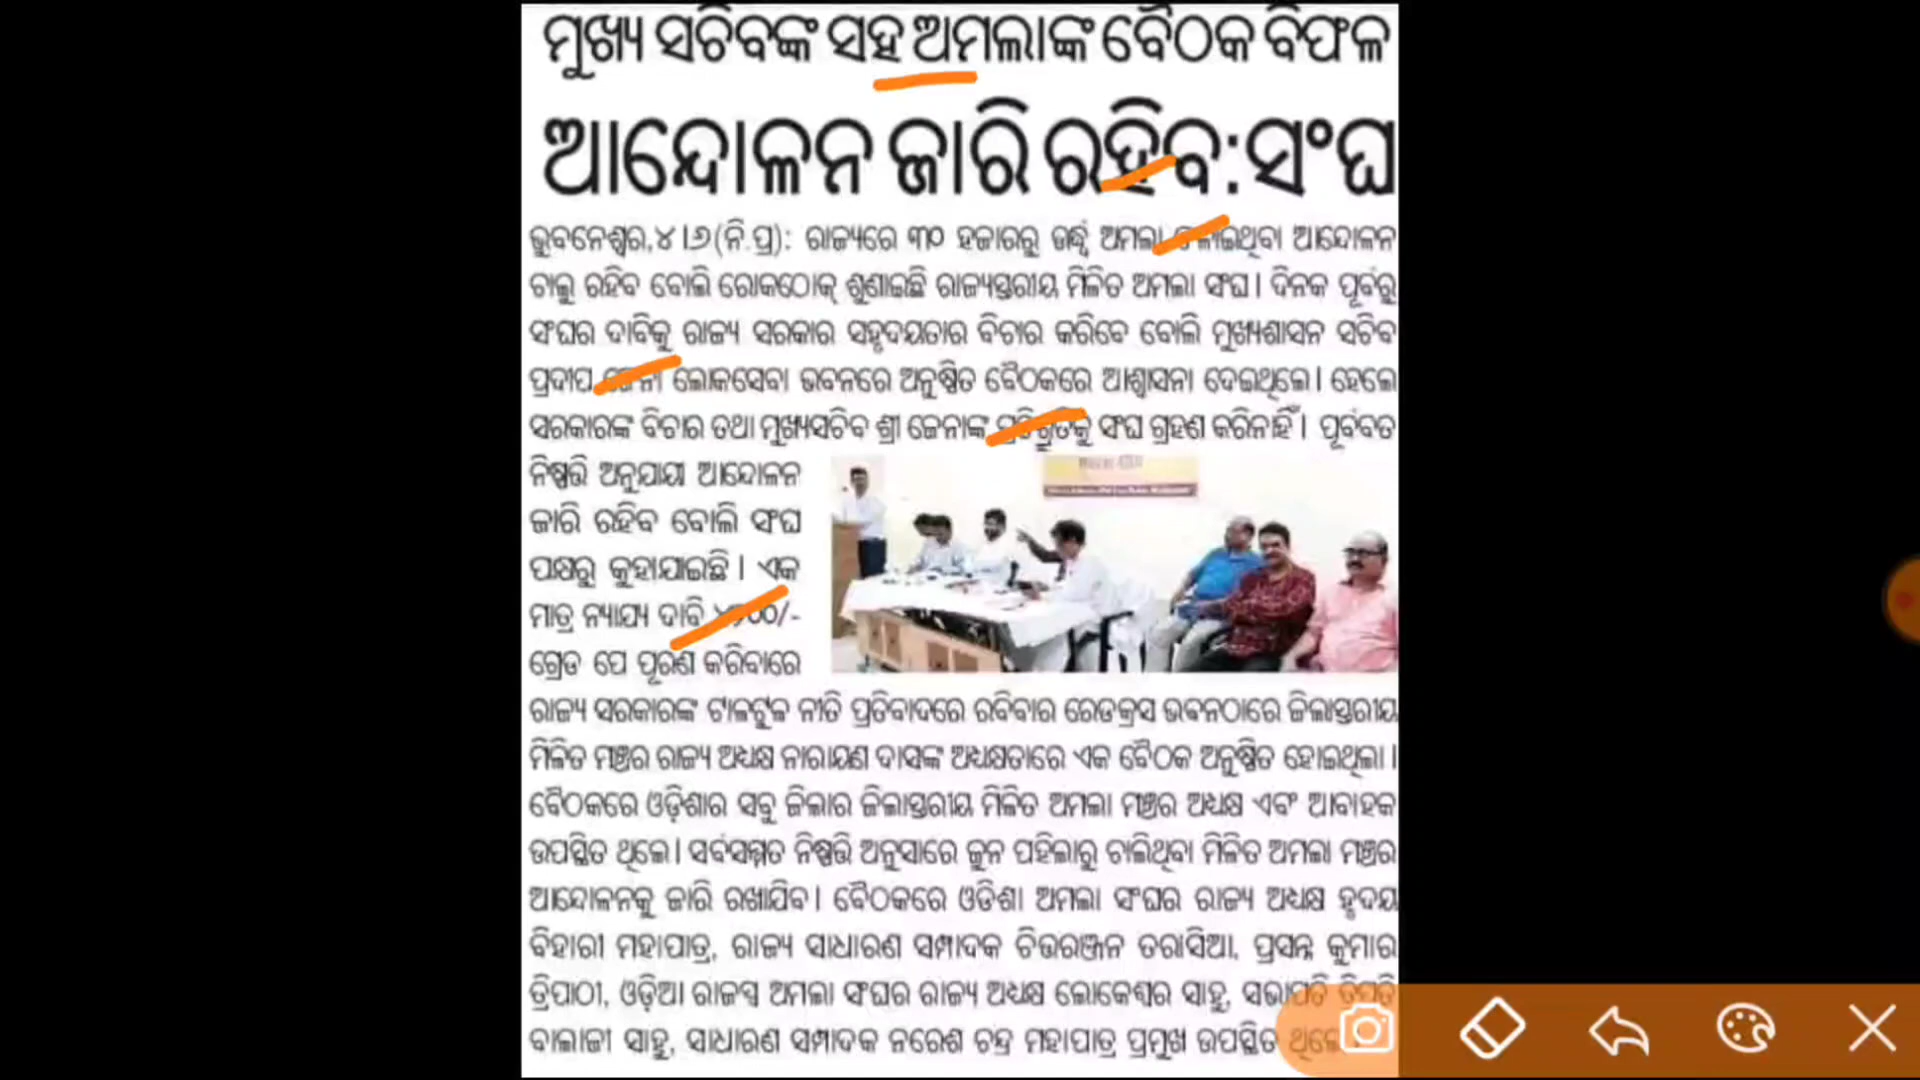 ମୁଖ୍ୟ ସଚିବଙ୍କ ସହ ଅମଲାଙ୍କ ବୈଠକ ବିଫଳ
ଆନ୍ଦୋଳନ ଜାରି ରହିବ:ସଂଘ
ଭୁବନେଶ୍ୱର,୪।୬(ନି.ପ୍ର): ରାଜ୍ୟରେ ୩୦ ହଜାରରୁ ଉର୍ଦ୍ଧ୍ୱ ଅମଲା ଚଳାଇଥିବା ଆନ୍ଦୋଳନ
ଚାଲୁ ରହିବ ବୋଲି ରୋକଠୋକ୍ ଶୁଣାଇଛି ରାଜ୍ୟସ୍ତରୀୟ ମିଳିତ ଅମଲା ସଂଘ। ଦିନକ ପୂର୍ବରୁ
ସଂଘର ଦାବିକୁ ରାଜ୍ୟ ସରକାର ସହୃଦୟତାର ବିଚାର କରିବେ ବୋଲି ମୁଖ୍ୟଶାସନ ସଚିବ
ପ୍ରଦୀପ ଜେନା ଲୋକସେବା ଭବନରେ ଅନୁଷ୍ଠିତ ବୈଠକରେ ଆଶ୍ୱାସନା ଦେଇଥିଲେ। ହେଲେ
ସରକାରଙ୍କ ବିଚାର ତଥା ମୁଖ୍ୟସଚିବ ଶ୍ରୀ ଜେନାଙ୍କ ପ୍ରତିଶ୍ରୁତିକୁ ସଂଘ ଗ୍ରହଣ କରିନାହିଁ। ପୂର୍ବବତ
ନିଷ୍ପତ୍ତି ଅନୁଯାୟୀ ଆନ୍ଦୋଳନ
ଜାରି ରହିବ ବୋଲି ସଂଘ
ପକ୍ଷରୁ କୁହାଯାଇଛି। ଏକ
ମାତ୍ର ନ୍ୟାଯ୍ୟ ଦାବି
ଗ୍ରେଡ ପେ ପୂରଣ କରିବାରେ
ରାଜ୍ୟ ସରକାରଙ୍କ ଟାଳଟୁଳ ନୀତି ପ୍ରତିବାଦରେ ରବିବାର ରେଡକ୍ରସ ଭବନଠାରେ ଜିଲାସ୍ତରୀୟ
ମିଳିତ ମଞ୍ଚର ରାଜ୍ୟ ଅଧ୍ୟକ୍ଷ ନାରାୟଣ ଦାସଙ୍କ ଅଧ୍ୟକ୍ଷତାରେ ଏକ ବୈଠକ ଅନୁଷ୍ଠିତ ହୋଇଥିଲା।
ବୈଠକରେ ଓଡ଼ିଶାର ସବୁ ଜିଲାର ଜିଲାସ୍ତରୀୟ ମିଳିତ ଅମଲା ମଞ୍ଚର ଅଧ୍ୟକ୍ଷ ଏବଂ ଆବାହକ
ଉପସ୍ଥିତ ଥିଲେ। ସର୍ବସମ୍ମତ ନିଷ୍ପତ୍ତି ଅନୁସାରେ ଜୁନ ପହିଲାରୁ ଚାଲିଥିବା ମିଳିତ ଅମଲା ମଞ୍ଚର
ଆନ୍ଦୋଳନକୁ ଜାରି ରଖାଯିବ। ବୈଠକରେ ଓଡିଶା ଅମଲା ସଂଘର ରାଜ୍ୟ ଅଧ୍ୟକ୍ଷ ହୃଦୟ
ବିହାରୀ ମହାପାତ୍ର, ରାଜ୍ୟ ସାଧାରଣ ସମ୍ପାଦକ ଚିତ୍ତରଞ୍ଜନ ତରାସିଆ, ପ୍ରସନ୍ନ କୁମାର
ତ୍ରିପାଠୀ, ଓଡ଼ିଆ ରାଜସ୍ୱ ଅମଲା ସଂଘର ରାଜ୍ୟ ଅଧ୍ୟକ୍ଷ ଲୋକେଶ୍ୱର ସାହୁ, ସଭାପତି
ବାଲାଜୀ ସାହୁ, ସାଧାରଣ ସମ୍ପାଦକ ନରେଶ ଚନ୍ଦ୍ର ମହାପାତ୍ର ପ୍ରମୁଖ ଉପସ୍ଥିତ ଥିଲେ